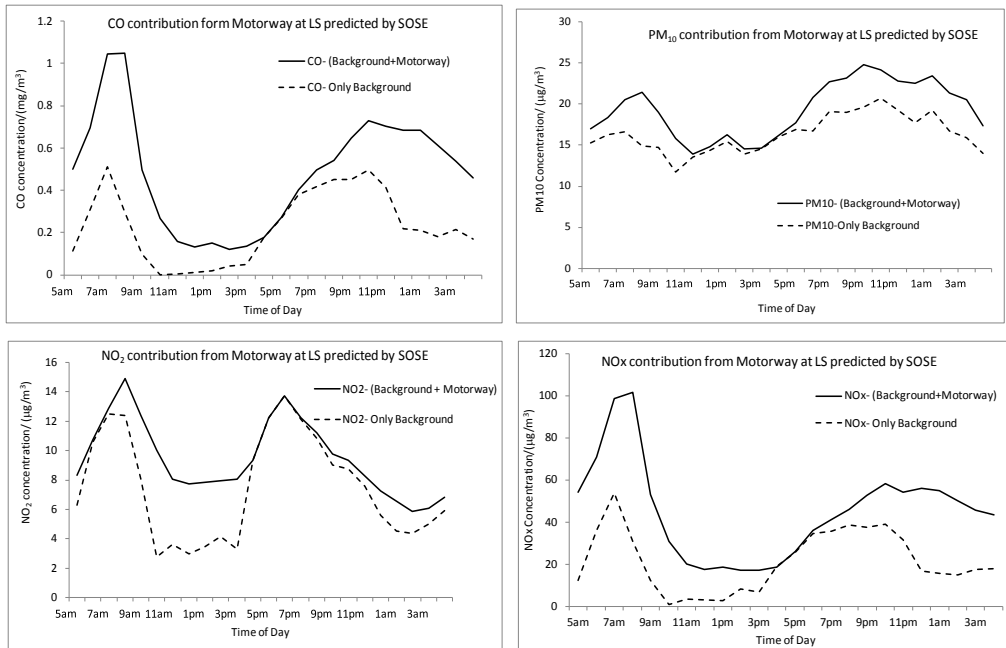 CO contribution form Motorway at LS predicted by SOSE
1.2
1
0.8
0.6
0.4
0.2
0
CO concentration/(mg/m³)
CO- (Background+Motorway)
CO- Only Background
5am 7am 9am 11am 1pm 3pm 5pm 7pm 9pm 11pm 1am 3am
Time of Day
PM₁₀ contribution from Motorway at LS predicted by SOSE
30
25
20
15
10
5
0
PM10 Concentration/ (µg/m³)
PM10- (Background+Motorway)
PM10-Only Background
5am 7am 9am 11am 1pm 3pm 5pm 7pm 9pm 11pm 1am 3am
Time of Day
NO₂ contribution from Motorway at LS predicted by SOSE
16
14
12
10
8
6
4
2
0
NO₂ concentration/ (µg/m³)
NO2- (Background + Motorway)
NO2- Only Background
5am 7am 9am 11am 1pm 3pm 5pm 7pm 9pm 11pm 1am 3am
Time of Day
NOx contribution from Motorway at LS predicted by SOSE
120
100
80
60
40
20
0
NOx Concentration/(µg/m³)
NOx- (Background+Motorway)
NOx- Only Background
5am 7am 9am 11am 1pm 3pm 5pm 7pm 9pm 11pm 1am 3am
Time of Day